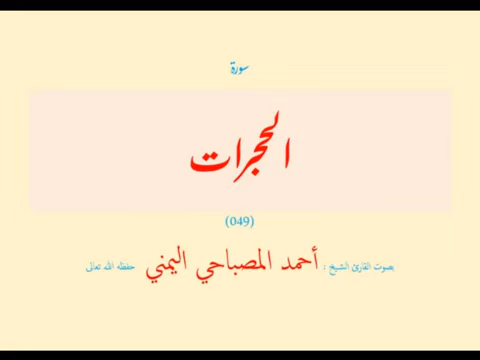 سورة
الحجرات
(049)
بصوت القارئ الشيخ : أحمد المصباحي اليمني حفظه الله تعالى